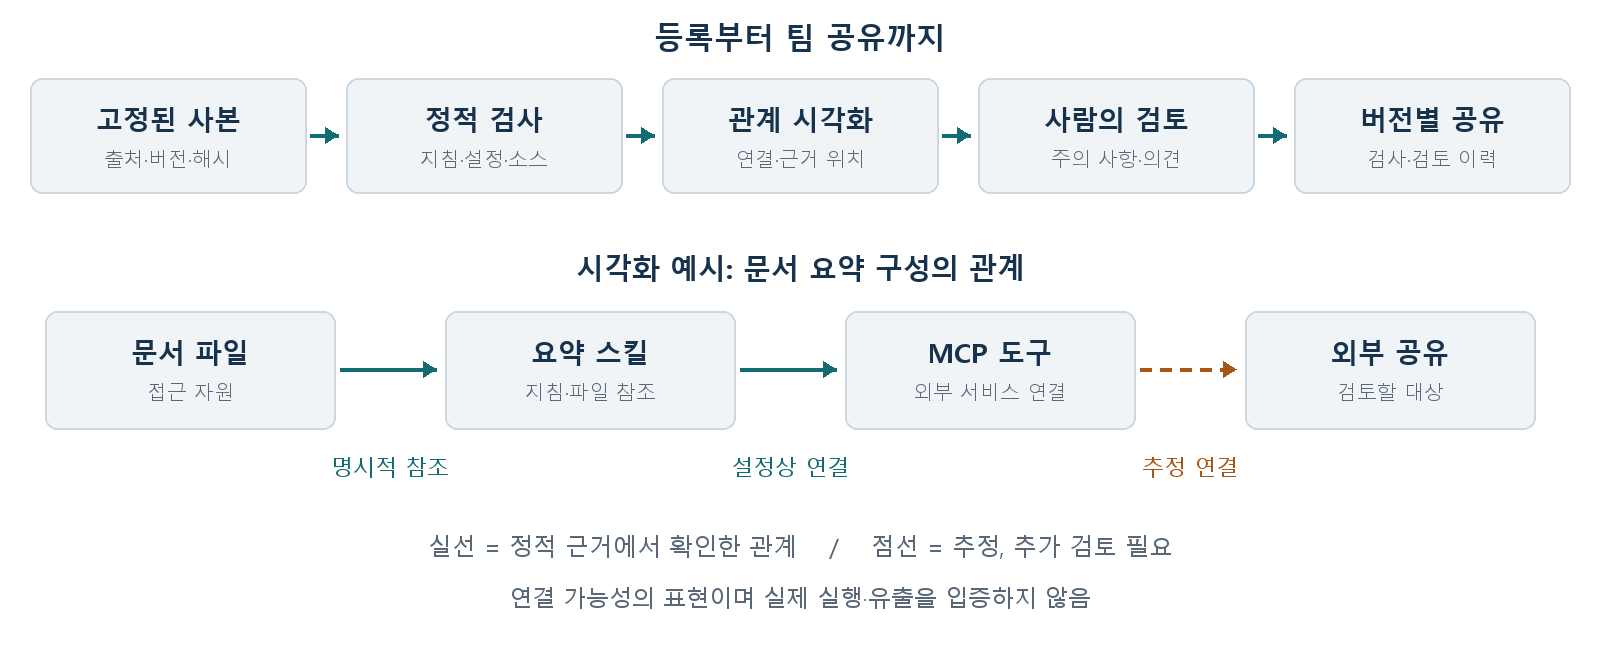 등록부터 팀 공유까지
고정된 사본
출처·버전·해시
정적 검사
지침·설정·소스
관계 시각화
연결·근거 위치
사람의 검토
주의 사항·의견
버전별 공유
검사·검토 이력
시각화 예시: 문서 요약 구성의 관계
문서 파일
접근 자원
요약 스킬
지침·파일 참조
MCP 도구
외부 서비스 연결
외부 공유
검토할 대상
명시적 참조
설정상 연결
추정 연결
실선 = 정적 근거에서 확인한 관계 / 점선 = 추정, 추가 검토 필요
연결 가능성의 표현이며 실제 실행·유출을 입증하지 않음